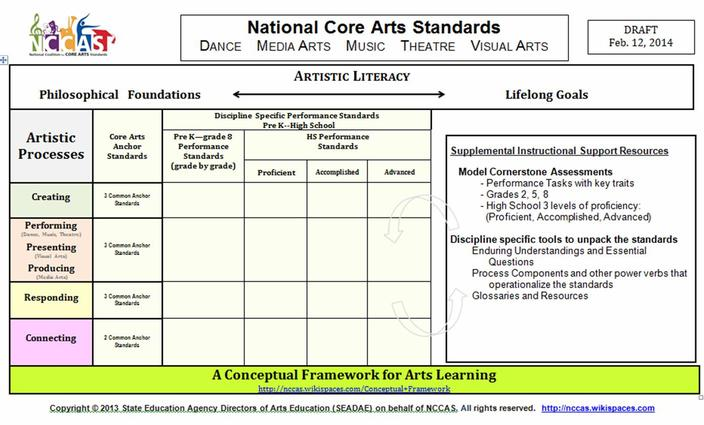 NCCAS
National Coalition for CORE ARTS Standards
National Core Arts Standards
DANCE MEDIA ARTS MUSIC THEATRE VISUAL ARTS
DRAFT
Feb. 12, 2014
ARTISTIC LITERACY
Philosophical Foundations
Lifelong Goals
Artistic
Processes
Core Arts
Anchor
Standards
Discipline Specific Performance Standards
Pre K--High School
Pre K—grade 8
Performance
Standards
(grade by grade)
HS Performance
Standards
Proficient
Accomplished
Advanced
Creating
3 Common Anchor
Standards
Performing
(Dance, Music, Theatre)
Presenting
(Visual Arts)
Producing
(Media Arts)
3 Common Anchor
Standards
Responding
3 Common Anchor
Standards
Connecting
2 Common Anchor
Standards
Supplemental Instructional Support Resources
Model Cornerstone Assessments
- Performance Tasks with key traits
- Grades 2, 5, 8
- High School 3 levels of proficiency:
(Proficient, Accomplished, Advanced)
Discipline specific tools to unpack the standards
Enduring Understandings and Essential
Questions
Process Components and other power verbs that
operationalize the standards
Glossaries and Resources
A Conceptual Framework for Arts Learning
http://nccas.wikispaces.com/Conceptual+Framework
Copyright © 2013 State Education Agency Directors of Arts Education (SEADAE) on behalf of NCCAS. All rights reserved. http://nccas.wikispaces.com